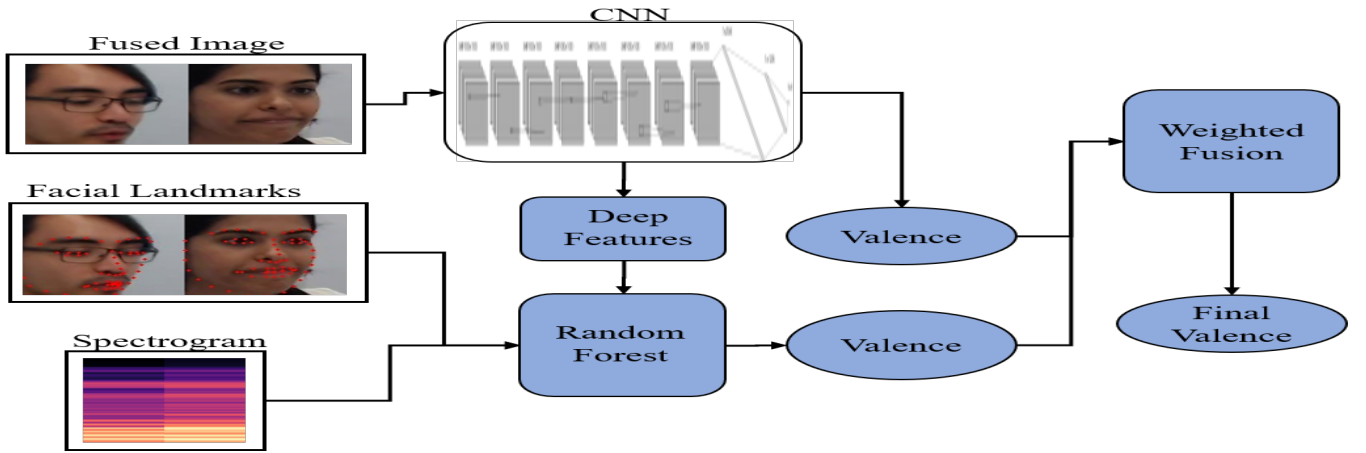 CNN
Fused Image
Facial Landmarks
Spectrogram
Deep
Features
Random
Forest
Valence
Valence
Weighted
Fusion
Final
Valence